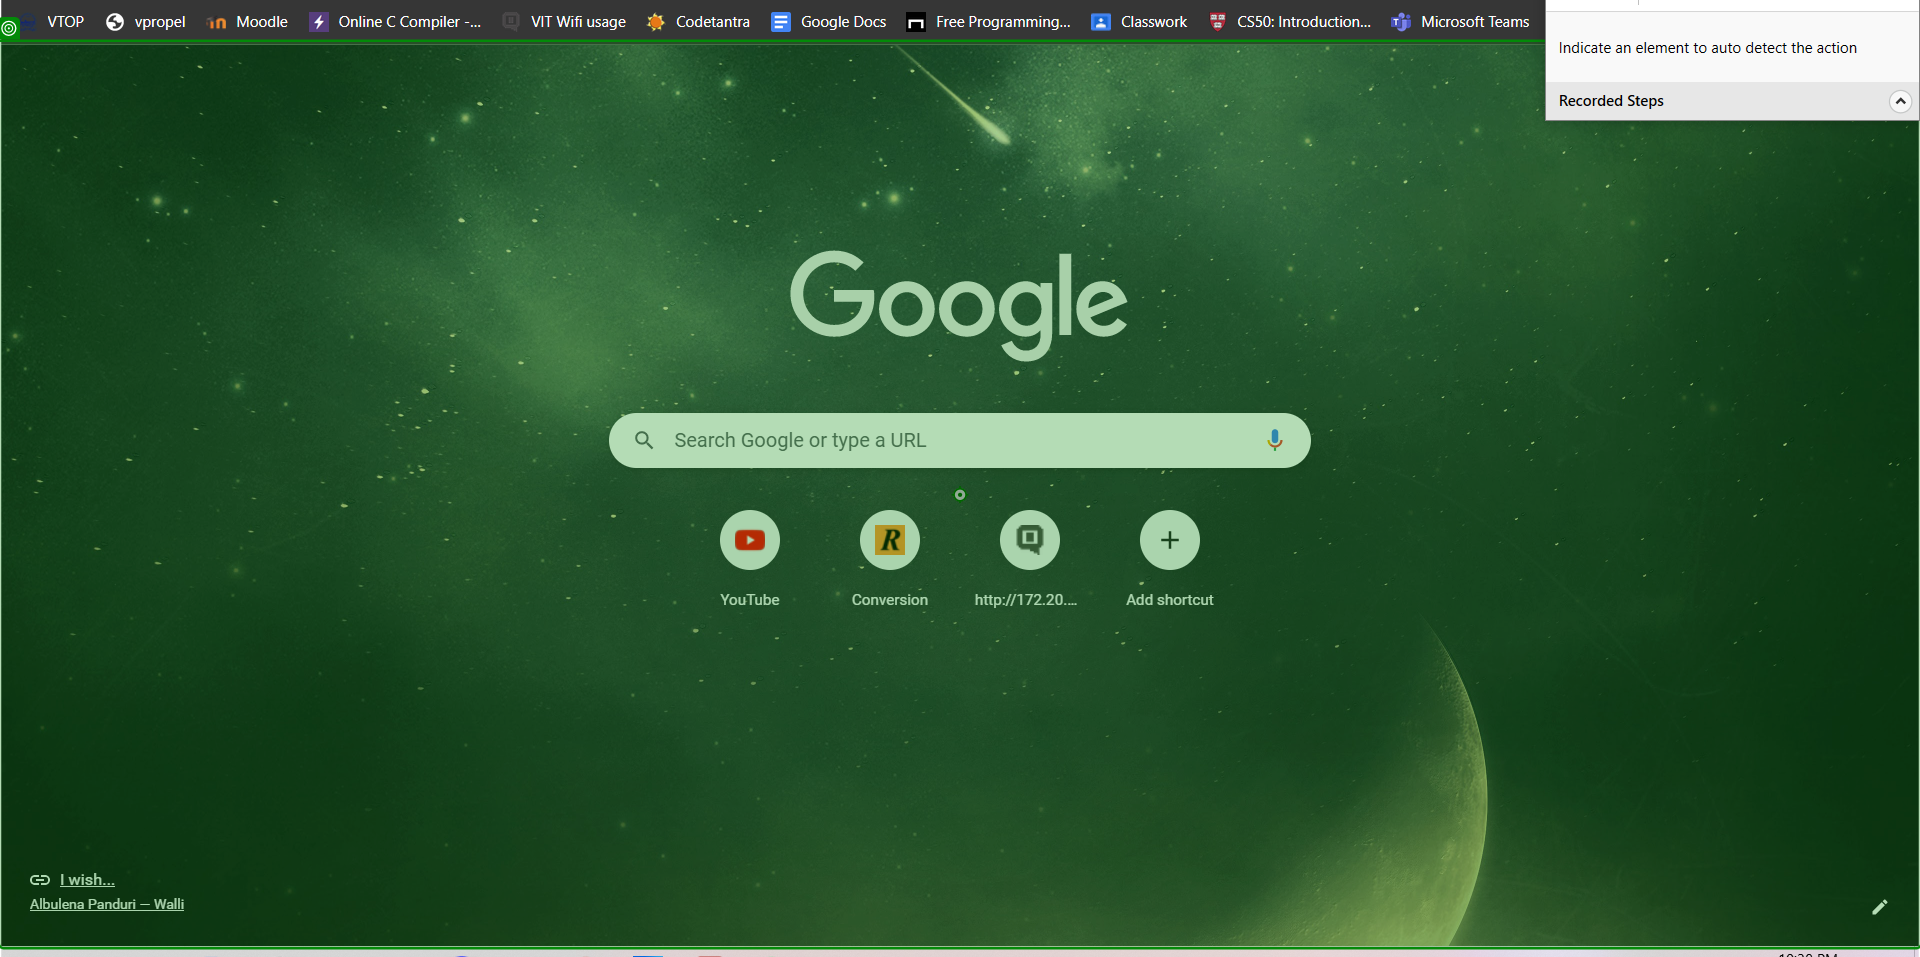 VTOP vpropel Moodle Online C Compiler -... VIT Wifi usage Codetantra Google Docs Free Programming... Classwork CS50: Introduction... Microsoft Teams
Indicate an element to auto detect the action
Recorded Steps
Google
Search Google or type a URL
R
YouTube Conversion http://172.20.... Add shortcut
I wish...
Albulena Panduri — Walli